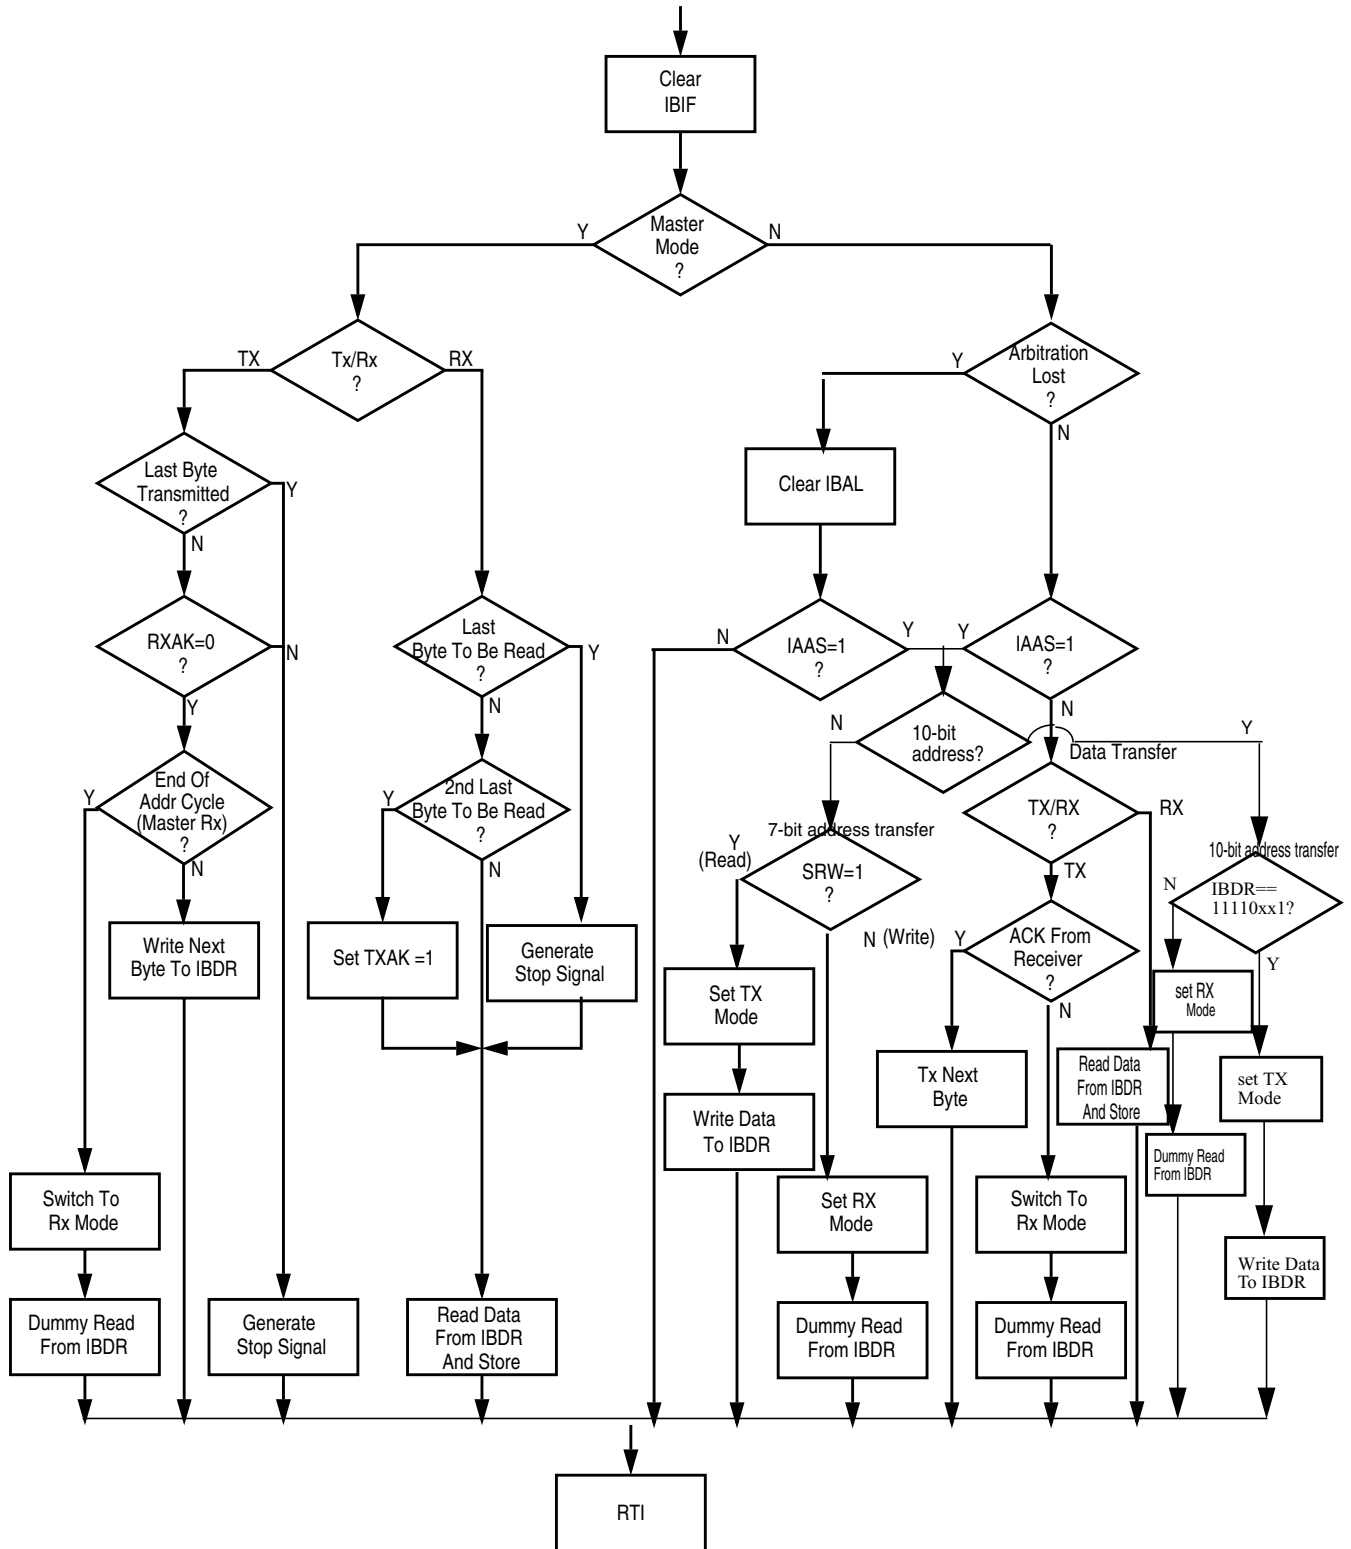 Clear
IBIF
Master
Mode
?
Y
N
Tx/Rx
?
TX
RX
Arbitration
Lost
?
Y
N
Last Byte
Transmitted
?
Y
N
Clear IBAL
RXAK=0
?
N
Y
Last
Byte To Be Read
?
Y
N
IAAS=1
?
N
Y
IAAS=1
?
Y
N
10-bit
address?
N
Y
Data Transfer
End Of
Addr Cycle
(Master Rx)
?
Y
N
2nd Last
Byte To Be Read
?
Y
N
7-bit address transfer
SRW=1
?
Y
(Read)
N (Write)
TX/RX
?
RX
TX
10-bit address transfer
IBDR==
11110xx1?
N
Y
Write Next
Byte To IBDR
Set TXAK =1
Generate
Stop Signal
Set TX
Mode
ACK From
Receiver
?
Y
N
set RX
Mode
Tx Next
Byte
Read Data
From IBDR
And Store
set TX
Mode
Write Data
To IBDR
Dummy Read
From IBDR
Switch To
Rx Mode
Set RX
Mode
Switch To
Rx Mode
Write Data
To IBDR
Dummy Read
From IBDR
Generate
Stop Signal
Read Data
From IBDR
And Store
Dummy Read
From IBDR
Dummy Read
From IBDR
RTI